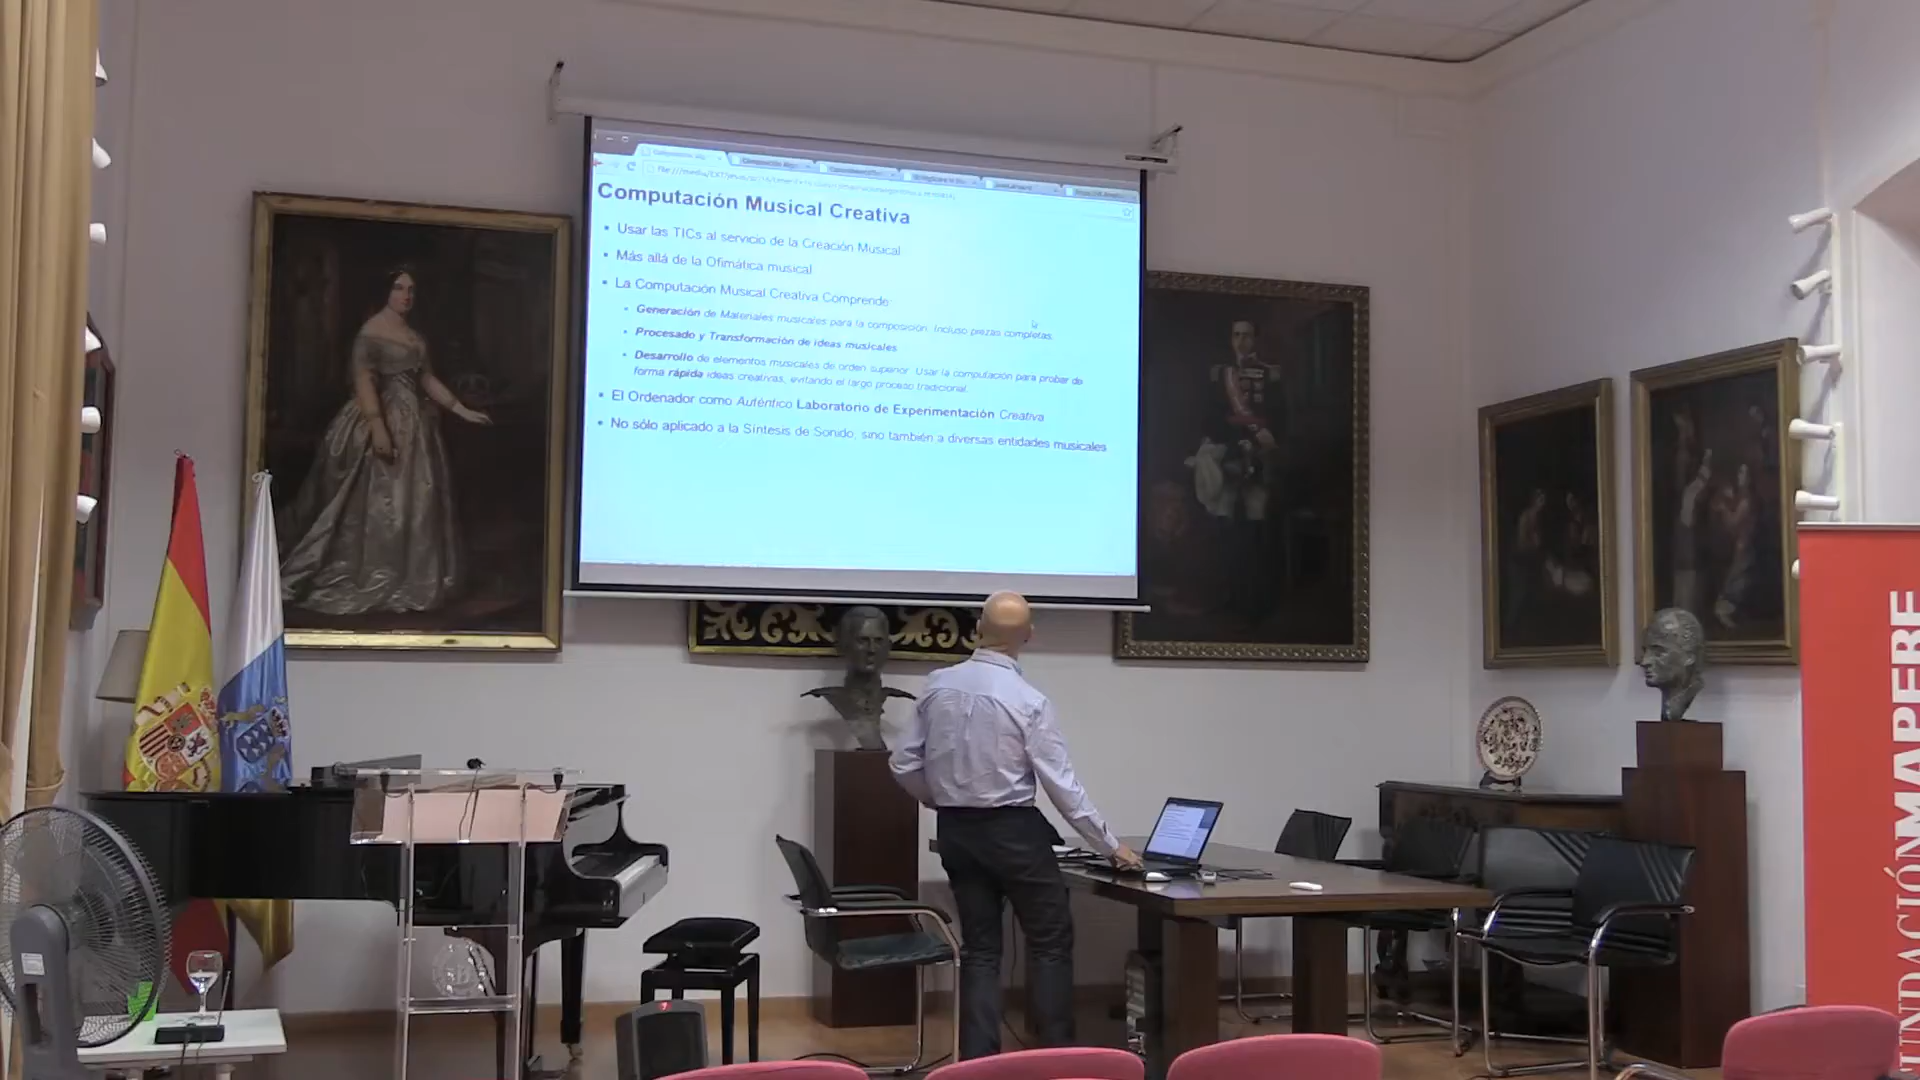 Computación Musical Creativa
Usar las TICs al servicio de la Creación Musical
Más allá de la Ofimática musical
La Computación Musical Creativa Comprende:
Generación de Materiales musicales para la composición. Incluso piezas completas.
Procesado y Transformación de ideas musicales
Desarrollo de elementos musicales de orden superior. Usar la computación para probar de
forma rápida ideas creativas, evitando el largo proceso tradicional.
El Ordenador como Auténtico Laboratorio de Experimentación Creativa
No sólo aplicado a la Síntesis de Sonido, sino también a diversas entidades musicales
UNDACIÓNMAPFRE